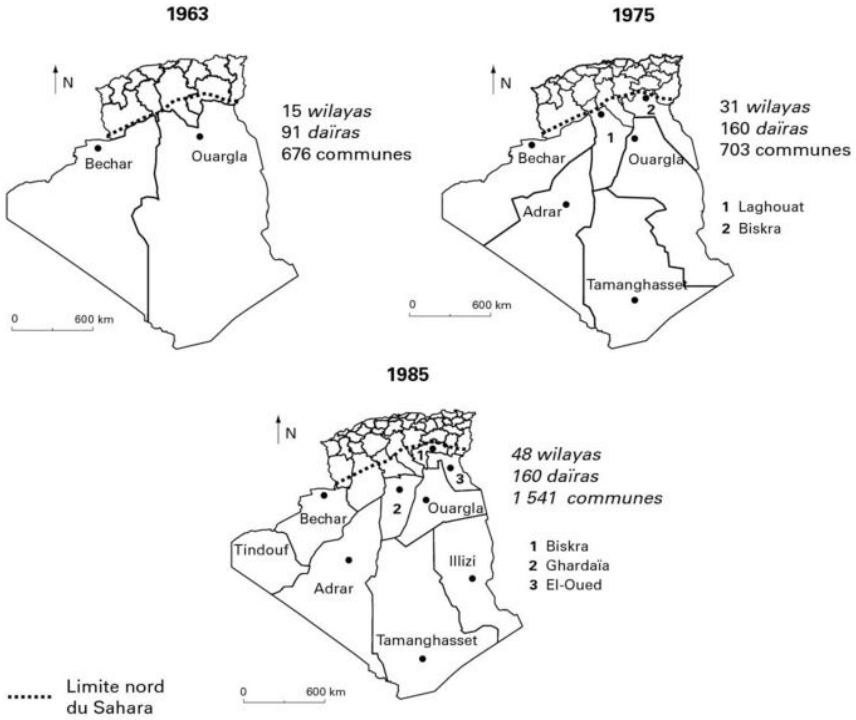 1963
N
15 wilayas
91 daïras
676 communes
Bechar
Ouargla
0 600 km
1975
N
31 wilayas
160 daïras
703 communes
2
1
Bechar
Ouargla
Adrar
1 Laghouat
2 Biskra
Tamanghasset
0 600 km
1985
N
48 wilayas
160 daïras
1 541 communes
1
3
2
Bechar
Ouargla
Tindouf
Illizi
Adrar
1 Biskra
2 Ghardaïa
3 El-Oued
Tamanghasset
0 600 km
Limite nord
du Sahara